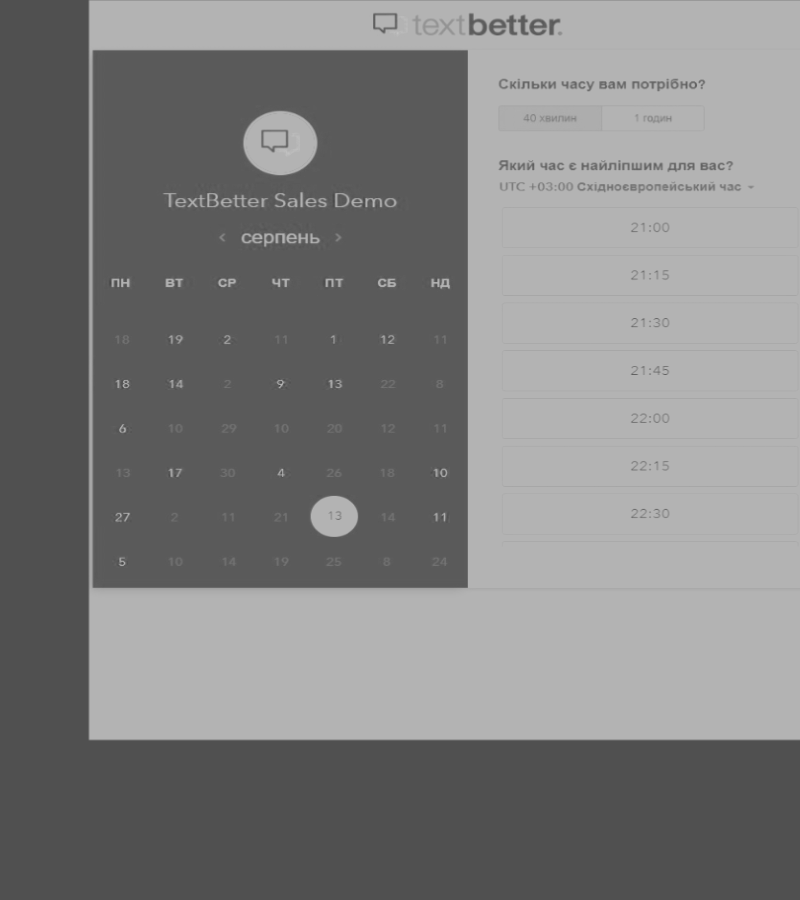 textbetter.
TextBetter Sales Demo
‹ серпень ›
ПН ВТ СР ЧТ ПТ СБ НД
18 19 2 11 1 12 11
18 14 2 9 13 22 8
6 10 29 10 20 12 11
13 17 30 4 26 18 10
27 2 11 21 13 14 11
5 10 14 19 25 8 24
Скільки часу вам потрібно?
40 хвилин 1 годин
Який час є найліпшим для вас?
UTC +03:00 Східноєвропейський час
21:00
21:15
21:30
21:45
22:00
22:15
22:30